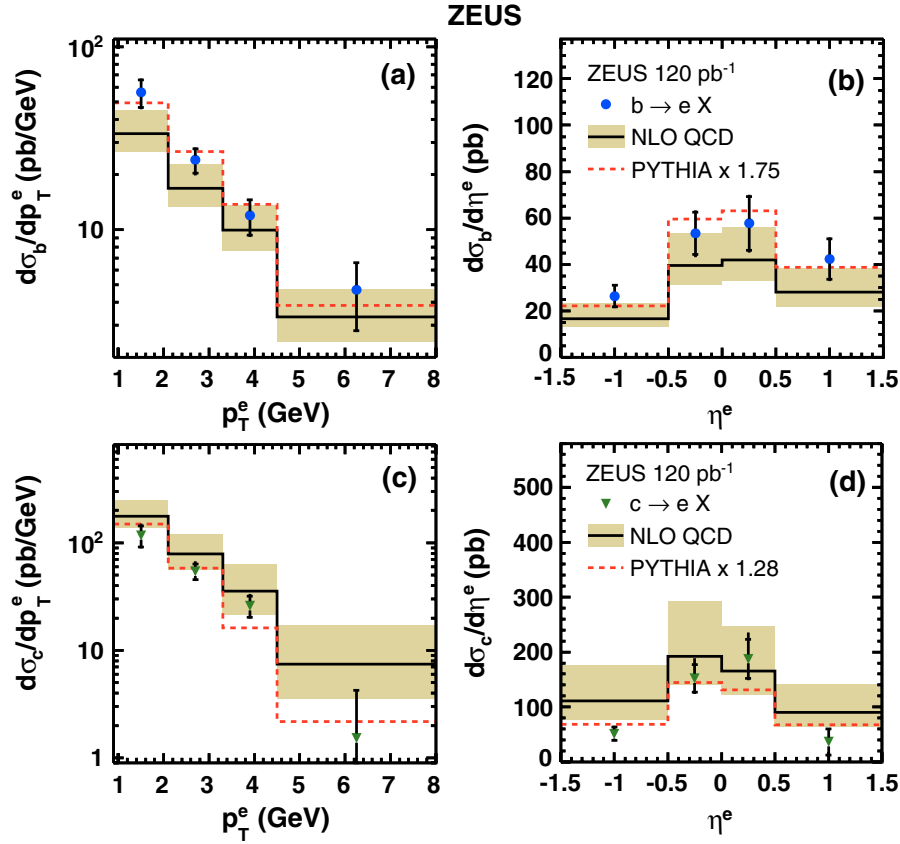 ZEUS
(a)
10²
10
dσ_b/dp_T^e (pb/GeV)
1 2 3 4 5 6 7 8
p_T^e (GeV)
(b)
ZEUS 120 pb⁻¹
b → e X
NLO QCD
PYTHIA x 1.75
120
100
80
60
40
20
0
dσ_b/dη^e (pb)
-1.5 -1 -0.5 0 0.5 1 1.5
η^e
(c)
10²
10
1
dσ_c/dp_T^e (pb/GeV)
1 2 3 4 5 6 7 8
p_T^e (GeV)
(d)
ZEUS 120 pb⁻¹
c → e X
NLO QCD
PYTHIA x 1.28
500
400
300
200
100
0
dσ_c/dη^e (pb)
-1.5 -1 -0.5 0 0.5 1 1.5
η^e